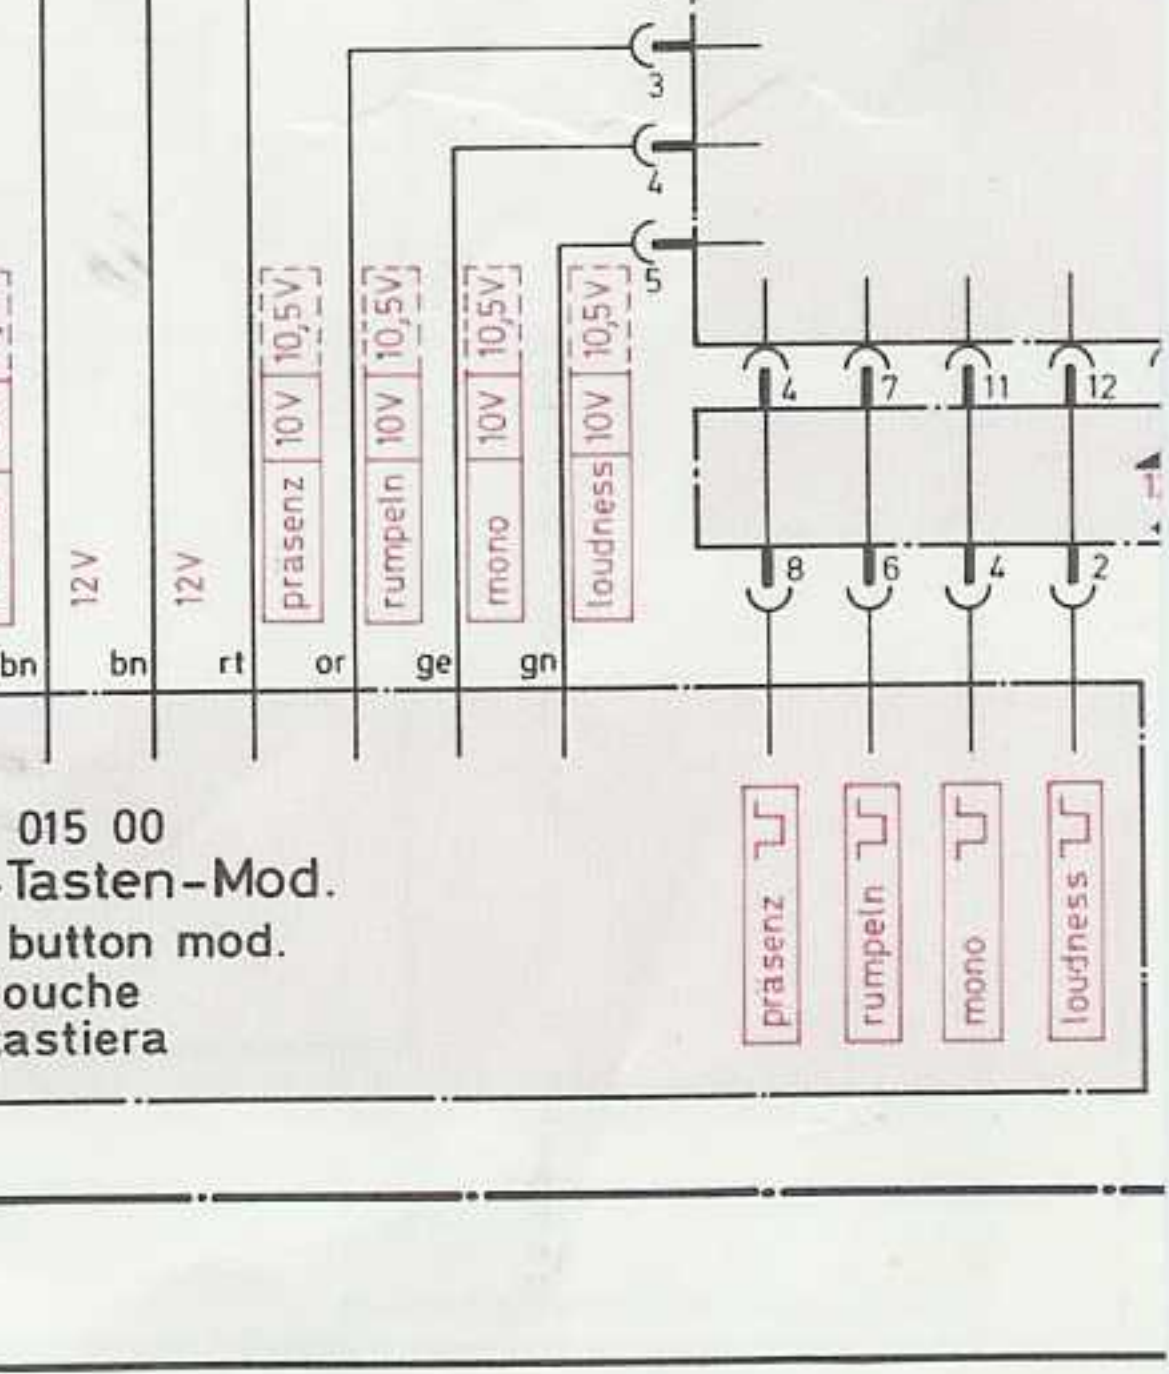 3
4
5
4
7
11
12
8
6
4
2
12V
12V
präsenz 10V 10,5V
rumpeln 10V 10,5V
mono 10V 10,5V
loudness 10V 10,5V
bn
bn
rt
or
ge
gn
präsenz
rumpeln
mono
loudness
015 00
-Tasten-Mod.
button mod.
ouche
tastiera